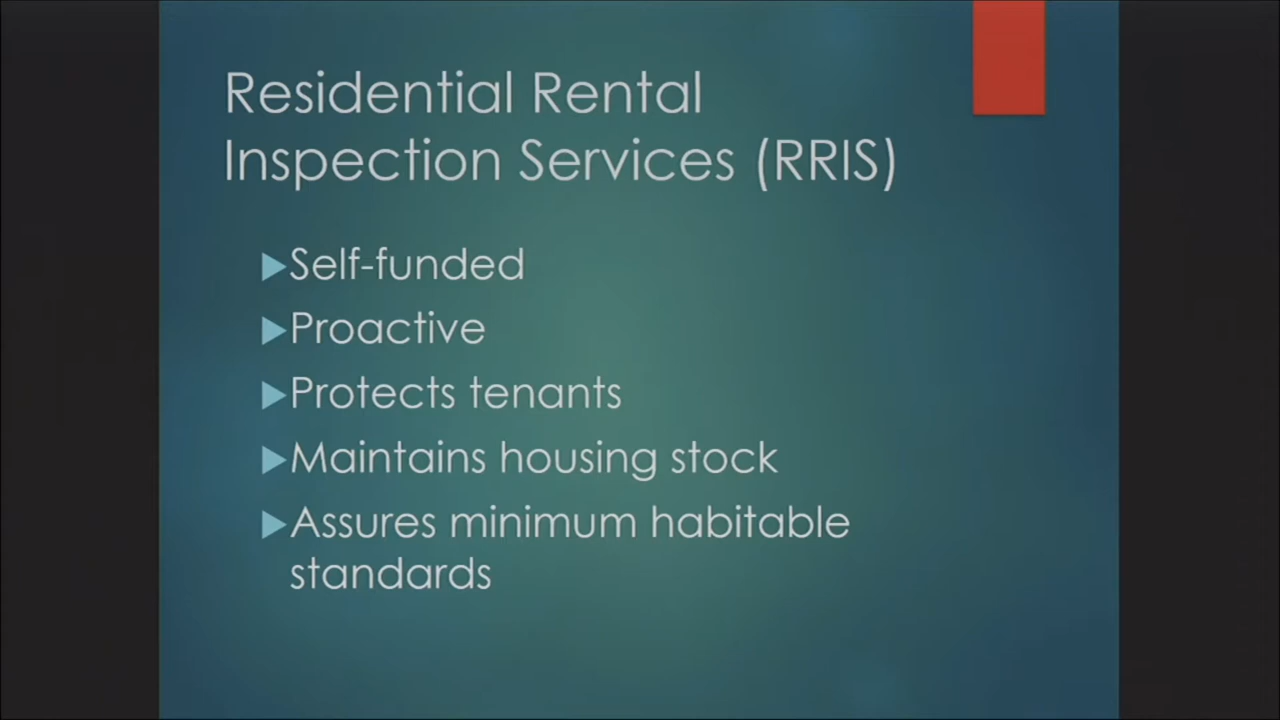 Residential Rental
Inspection Services (RRIS)
Self-funded
Proactive
Protects tenants
Maintains housing stock
Assures minimum habitable
standards